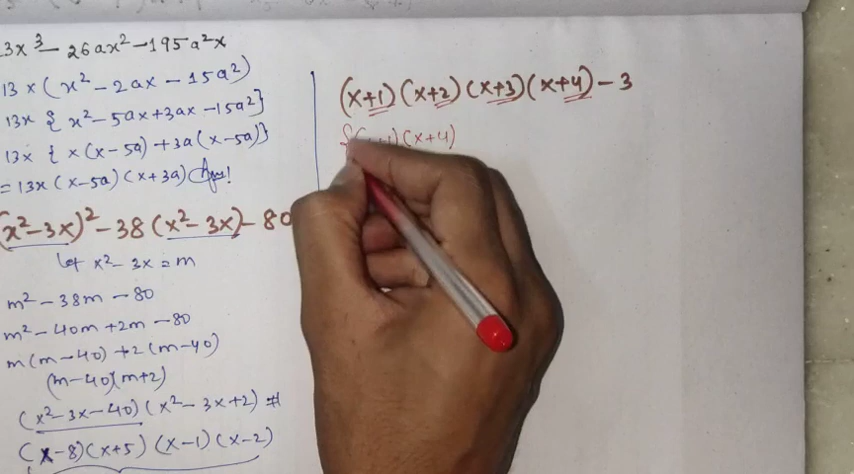 13x³ - 26ax² - 195a²x
13x(x² - 2ax - 15a²)
13x {x² - 5ax + 3ax - 15a²}
13x {x(x - 5a) + 3a(x - 5a)}
= 13x(x - 5a)(x + 3a) Ans!
(x² - 3x)² - 38(x² - 3x) - 80
let x² - 3x = m
m² - 38m - 80
m² - 40m + 2m - 80
m(m - 40) + 2(m - 40)
(m - 40)(m + 2)
(x² - 3x - 40)(x² - 3x + 2) #
(x - 8)(x + 5)(x - 1)(x - 2)
(x+1)(x+2)(x+3)(x+4) - 3
(x+4)